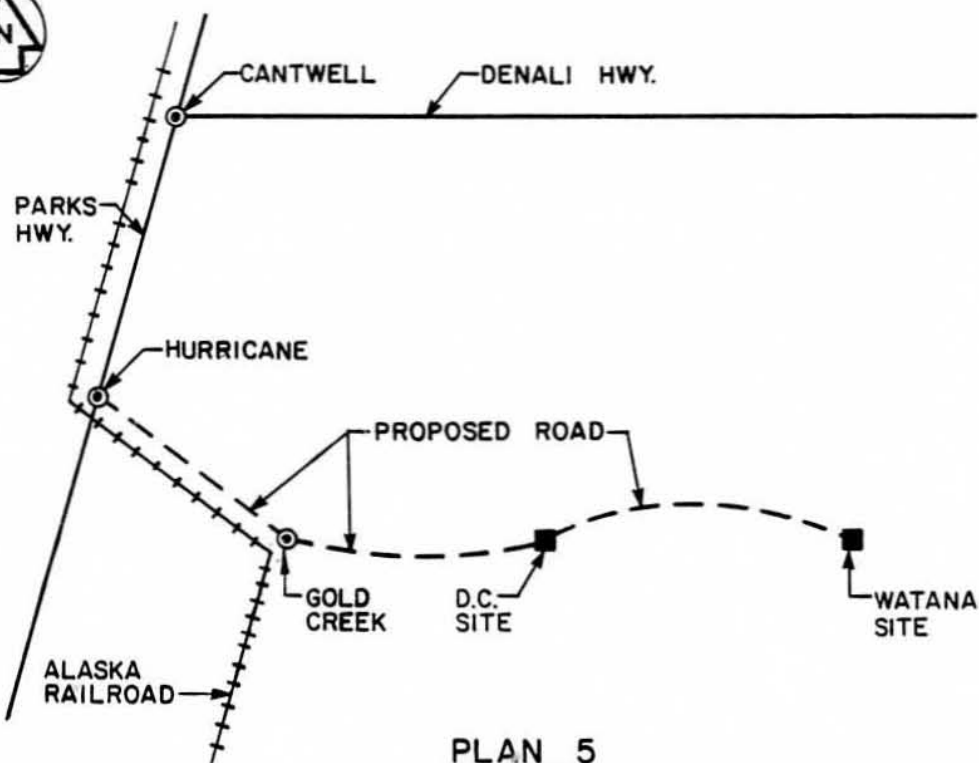 N
CANTWELL
DENALI HWY.
PARKS
HWY.
HURRICANE
PROPOSED ROAD
GOLD
CREEK
D.C.
SITE
WATANA
SITE
ALASKA
RAILROAD
PLAN 5